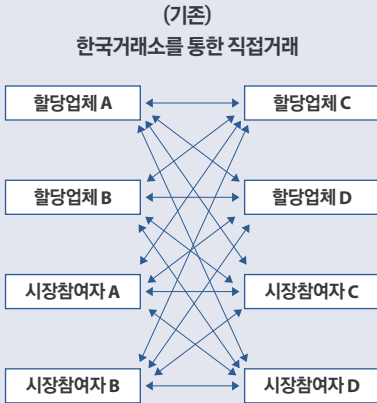 (기존)
한국거래소를 통한 직접거래
할당업체 A
할당업체 C
할당업체 B
할당업체 D
시장참여자 A
시장참여자 C
시장참여자 B
시장참여자 D